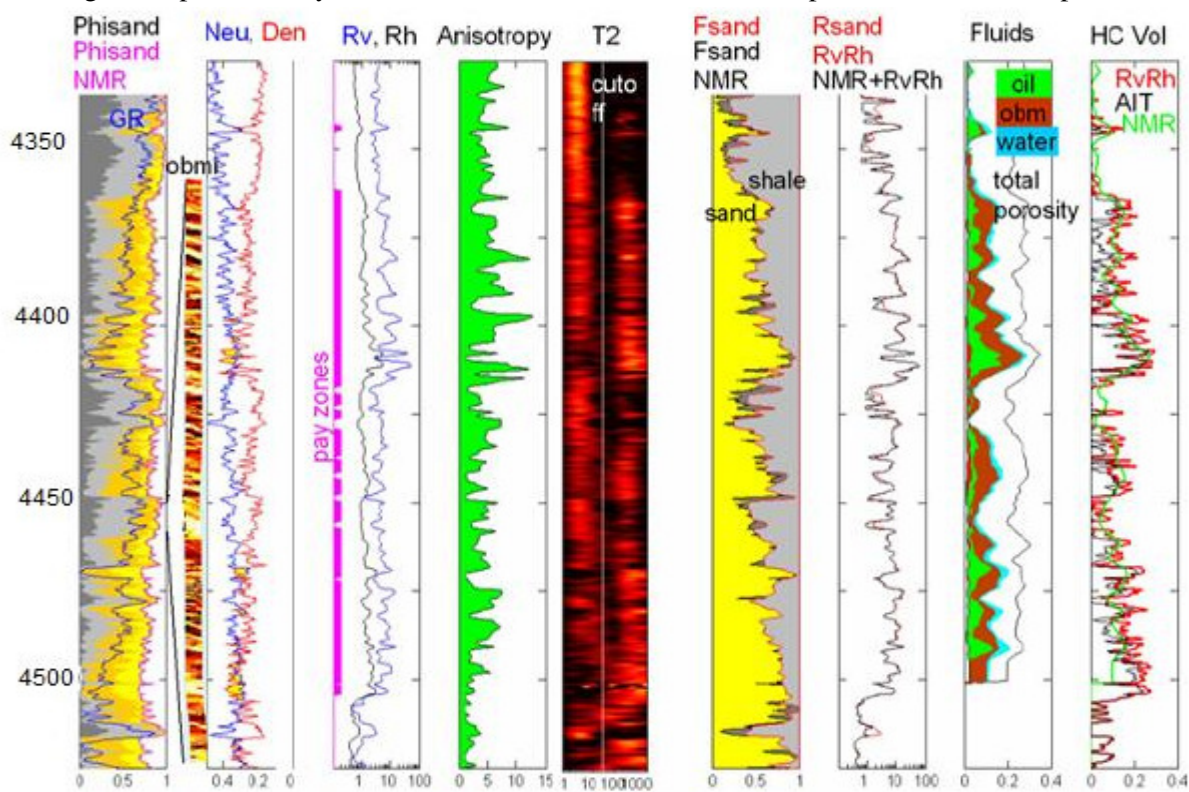 Phisand
Phisand
NMR
Neu, Den
Rv, Rh
Anisotropy
T2
Fsand
Fsand
NMR
Rsand
RvRh
NMR+RvRh
Fluids
HC Vol
GR
obmi
cuto
ff
oil
obm
water
RvRh
AIT
NMR
4350
shale
sand
total
porosity
4400
pay zones
4450
4500
0 0.5 1
0.4 0.2 0
1 10 100
0 5 10 15
1 10 100 1000
0 0.5 1
1 10 100
0 0.2 0.4
0 0.2 0.4